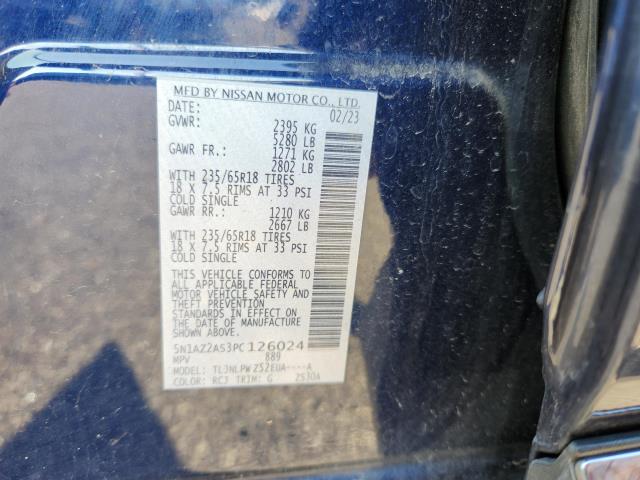 MFD BY NISSAN MOTOR CO., LTD.
DATE: 02/23
GVWR: 2395 KG
5280 LB
GAWR FR.: 1271 KG
2802 LB
WITH 235/65R18 TIRES
18 X 7.5 RIMS AT 33 PSI
COLD SINGLE
GAWR RR.: 1210 KG
2667 LB
WITH 235/65R18 TIRES
18 X 7.5 RIMS AT 33 PSI
COLD SINGLE
THIS VEHICLE CONFORMS TO
ALL APPLICABLE FEDERAL
MOTOR VEHICLE SAFETY AND
THEFT PREVENTION
STANDARDS IN EFFECT ON
DATE OF MANUFACTURE
SHOWN ABOVE.
5N1AZ2AS3PC126024
MPV 889
MODEL: TLJNLPW Z52EUA----A
COLOR: RCJ TRIM: G Z530A